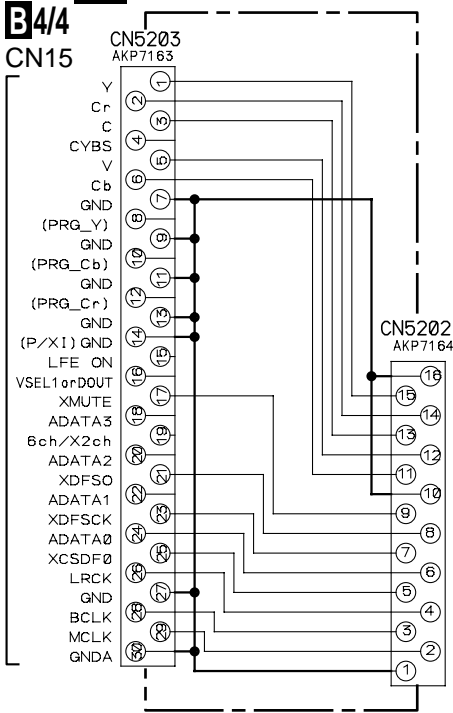 B 4/4
CN15
CN5203
AKP7163
Y 1
Cr 2
C 3
CYBS 4
V 5
Cb 6
GND 7
(PRG_Y) 8
GND 9
(PRG_Cb) 10
GND 11
(PRG_Cr) 12
GND 13
(P/XI) GND 14
LFE ON 15
VSEL1orDOUT 16
XMUTE 17
ADATA3 18
6ch/X2ch 19
ADATA2 20
XDFSO 21
ADATA1 22
XDFSCK 23
ADATA0 24
XCSDF0 25
LRCK 26
GND 27
BCLK 28
MCLK 29
GNDA 30
CN5202
AKP7164
16
15
14
13
12
11
10
9
8
7
6
5
4
3
2
1